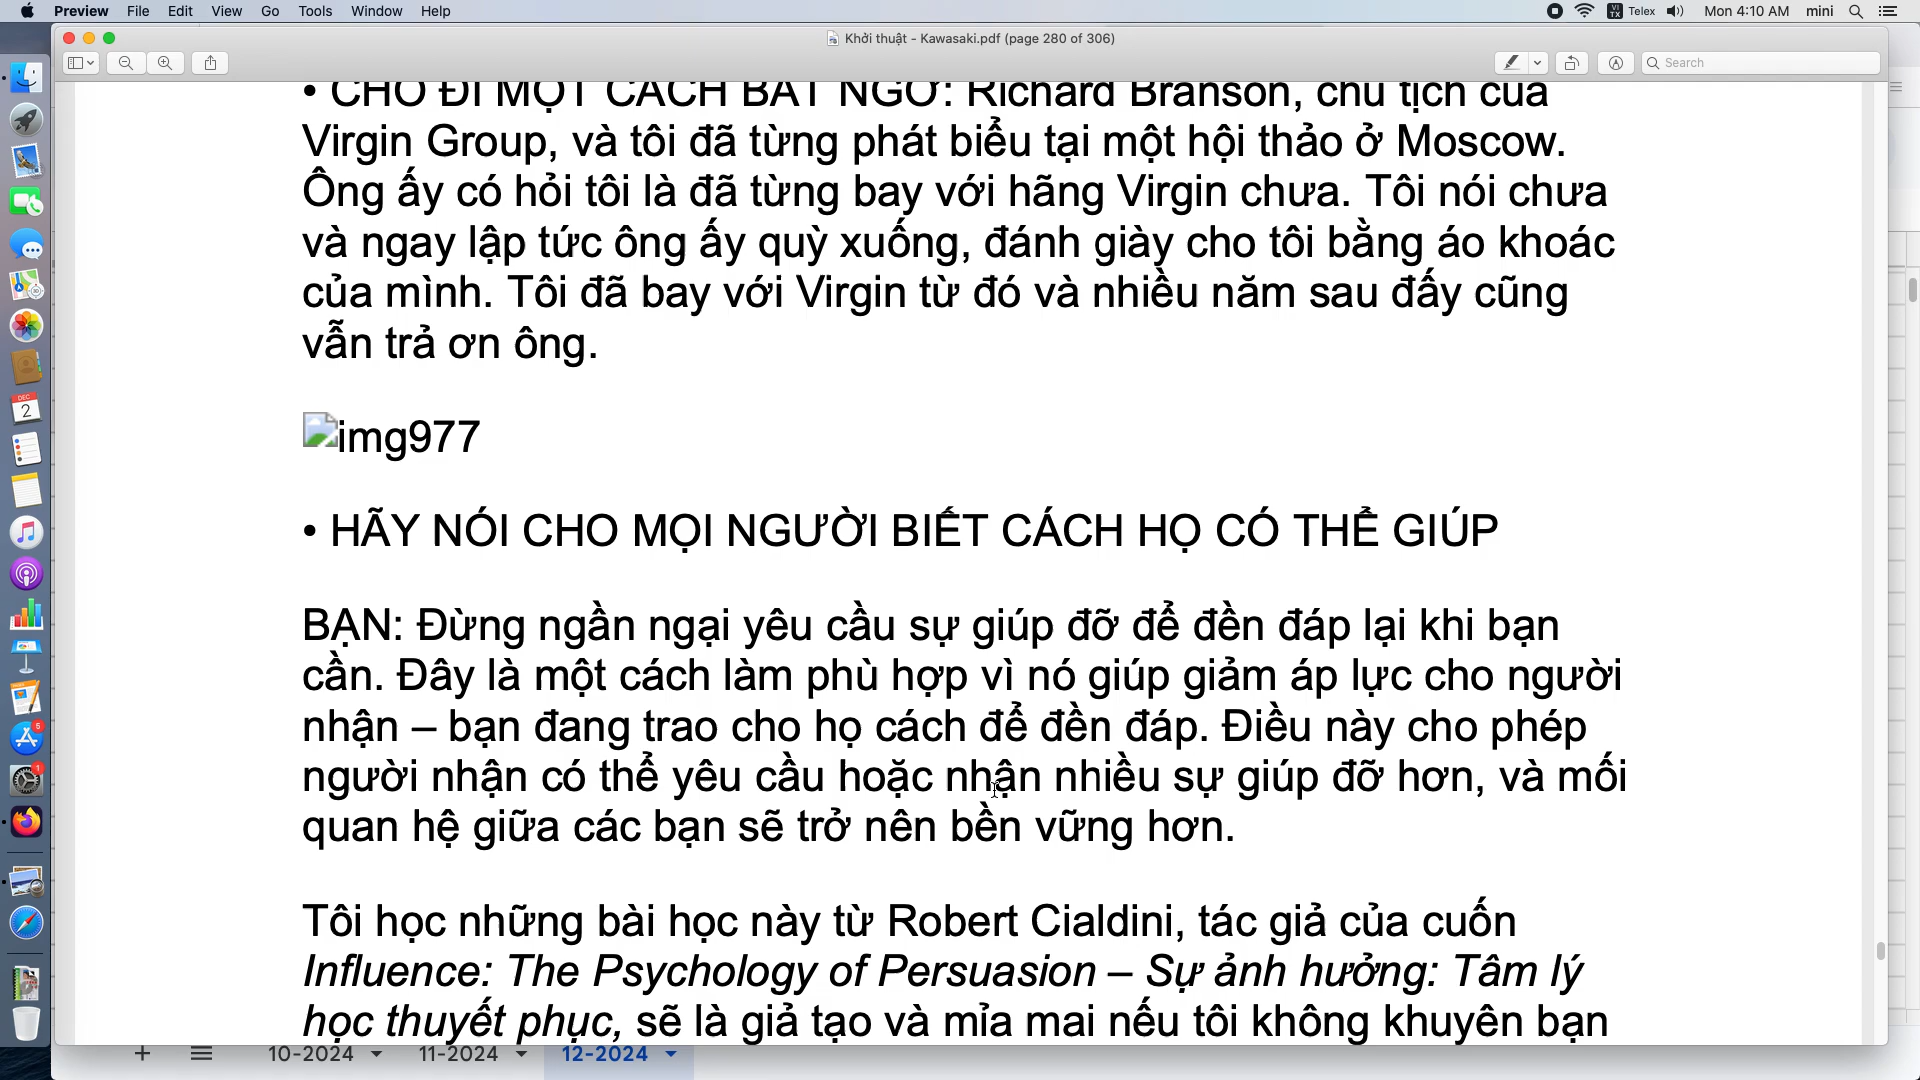 Preview File Edit View Go Tools Window Help
VI TX Telex Mon 4:10 AM mini
Khởi thuật - Kawasaki.pdf (page 280 of 306)
Search
• CHO ĐI MỘT CÁCH BẤT NGỜ: Richard Branson, chủ tịch của
Virgin Group, và tôi đã từng phát biểu tại một hội thảo ở Moscow.
Ông ấy có hỏi tôi là đã từng bay với hãng Virgin chưa. Tôi nói chưa
và ngay lập tức ông ấy quỳ xuống, đánh giày cho tôi bằng áo khoác
của mình. Tôi đã bay với Virgin từ đó và nhiều năm sau đấy cũng
vẫn trả ơn ông.
img977
• HÃY NÓI CHO MỌI NGƯỜI BIẾT CÁCH HỌ CÓ THỂ GIÚP
BẠN: Đừng ngần ngại yêu cầu sự giúp đỡ để đền đáp lại khi bạn
cần. Đây là một cách làm phù hợp vì nó giúp giảm áp lực cho người
nhận – bạn đang trao cho họ cách để đền đáp. Điều này cho phép
người nhận có thể yêu cầu hoặc nhận nhiều sự giúp đỡ hơn, và mối
quan hệ giữa các bạn sẽ trở nên bền vững hơn.
Tôi học những bài học này từ Robert Cialdini, tác giả của cuốn
Influence: The Psychology of Persuasion – Sự ảnh hưởng: Tâm lý
học thuyết phục, sẽ là giả tạo và mỉa mai nếu tôi không khuyên bạn
10-2024 11-2024 12-2024
DEC
2
5
1